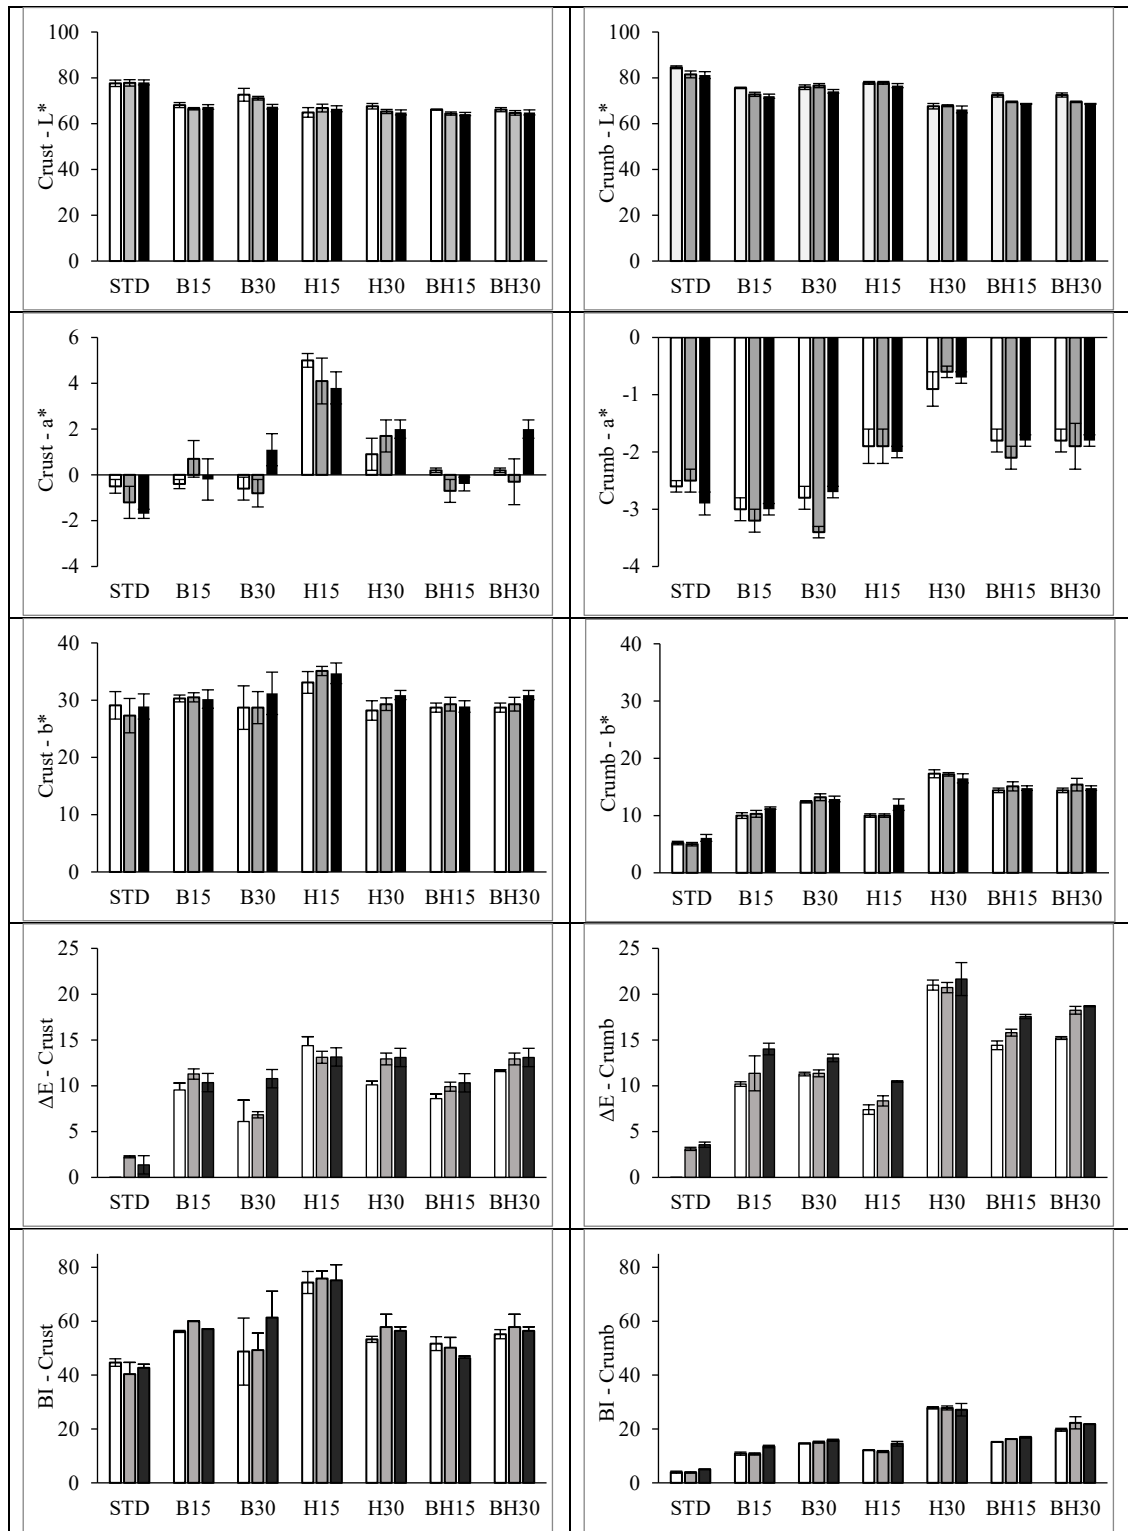 Crust - L*
100
80
60
40
20
0
STD B15 B30 H15 H30 BH15 BH30
Crumb - L*
100
80
60
40
20
0
STD B15 B30 H15 H30 BH15 BH30
Crust - a*
6
4
2
0
-2
-4
STD B15 B30 H15 H30 BH15 BH30
Crumb - a*
0
-1
-2
-3
-4
STD B15 B30 H15 H30 BH15 BH30
Crust - b*
40
30
20
10
0
STD B15 B30 H15 H30 BH15 BH30
Crumb - b*
40
30
20
10
0
STD B15 B30 H15 H30 BH15 BH30
ΔE - Crust
25
20
15
10
5
0
STD B15 B30 H15 H30 BH15 BH30
ΔE - Crumb
25
20
15
10
5
0
STD B15 B30 H15 H30 BH15 BH30
BI - Crust
80
60
40
20
0
STD B15 B30 H15 H30 BH15 BH30
BI - Crumb
80
60
40
20
0
STD B15 B30 H15 H30 BH15 BH30